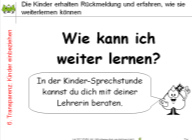 Die Kinder erhalten Rückmeldung und erfahren, wie sie
weiterlernen können
6. Transparenz: Kinder einbeziehen
Wie kann ich
weiter lernen?
In der Kinder-Sprechstunde
kannst du dich mit deiner
Lehrerin beraten.